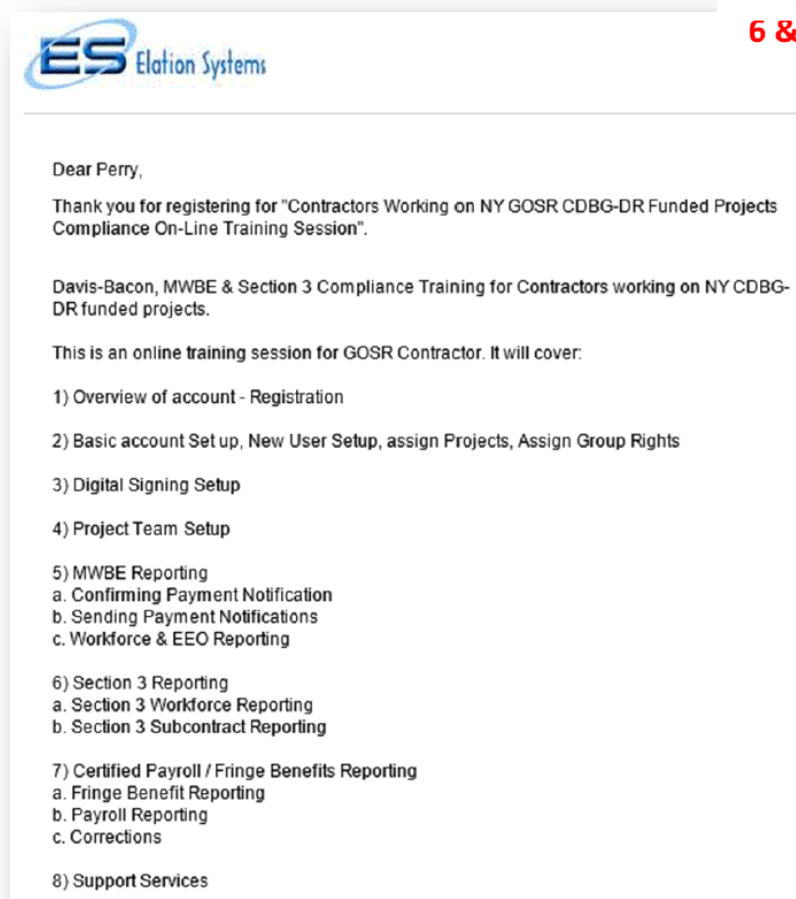 6 &
ES Elation Systems
Dear Perry,
Thank you for registering for "Contractors Working on NY GOSR CDBG-DR Funded Projects
Compliance On-Line Training Session".
Davis-Bacon, MWBE & Section 3 Compliance Training for Contractors working on NY CDBG-
DR funded projects.
This is an online training session for GOSR Contractor. It will cover:
1) Overview of account - Registration
2) Basic account Set up, New User Setup, assign Projects, Assign Group Rights
3) Digital Signing Setup
4) Project Team Setup
5) MWBE Reporting
a. Confirming Payment Notification
b. Sending Payment Notifications
c. Workforce & EEO Reporting
6) Section 3 Reporting
a. Section 3 Workforce Reporting
b. Section 3 Subcontract Reporting
7) Certified Payroll / Fringe Benefits Reporting
a. Fringe Benefit Reporting
b. Payroll Reporting
c. Corrections
8) Support Services